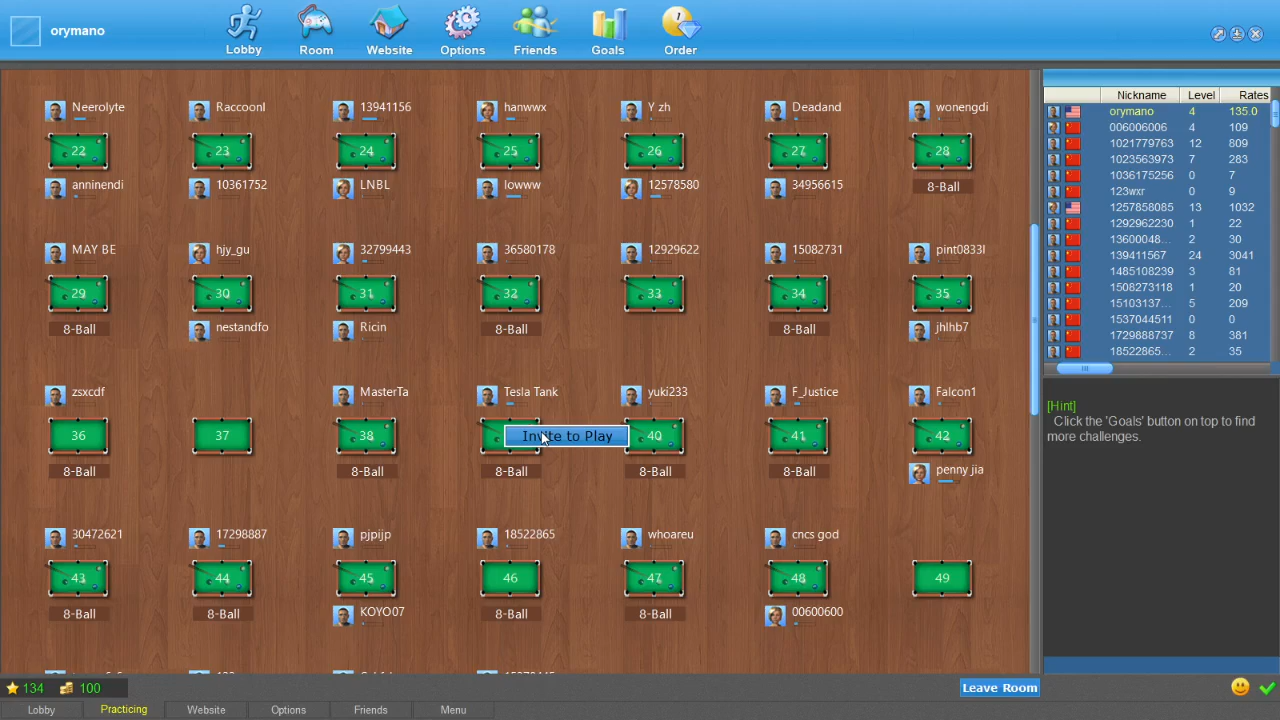 orymano
Lobby Room Website Options Friends Goals Order
Neerolyte RaccoonI 13941156 hanwwx Y zh Deadand wonengdi
22 23 24 25 26 27 28
anninendi 10361752 LNBL lowww 12578580 34956615 8-Ball
MAY BE hjy_gu 32799443 36580178 12929622 15082731 pint0833l
29 30 31 32 33 34 35
8-Ball nestandfo Ricin 8-Ball 8-Ball jhlhb7
zsxcdf MasterTa Tesla Tank yuki233 F_Justice Falcon1
36 37 38 Invite to Play 40 41 42
8-Ball 8-Ball 8-Ball 8-Ball 8-Ball penny jia
30472621 17298887 pjpijp 18522865 whoareu cncs god
43 44 45 46 47 48 49
8-Ball 8-Ball KOYO07 8-Ball 8-Ball 00600600
Nickname Level Rates
orymano 4 135.0
006006006 4 109
1021779763 12 809
1023563973 7 283
1036175256 0 7
123wxr 0 9
1257858085 13 1032
1292962230 1 22
13600048... 2 30
139411567 24 3041
1485108239 3 81
1508273118 1 20
15103137... 5 209
1537044511 0 0
1729888737 8 381
18522865... 2 35
[Hint]
Click the 'Goals' button on top to find
more challenges.
134 100 Leave Room
Lobby Practicing Website Options Friends Menu